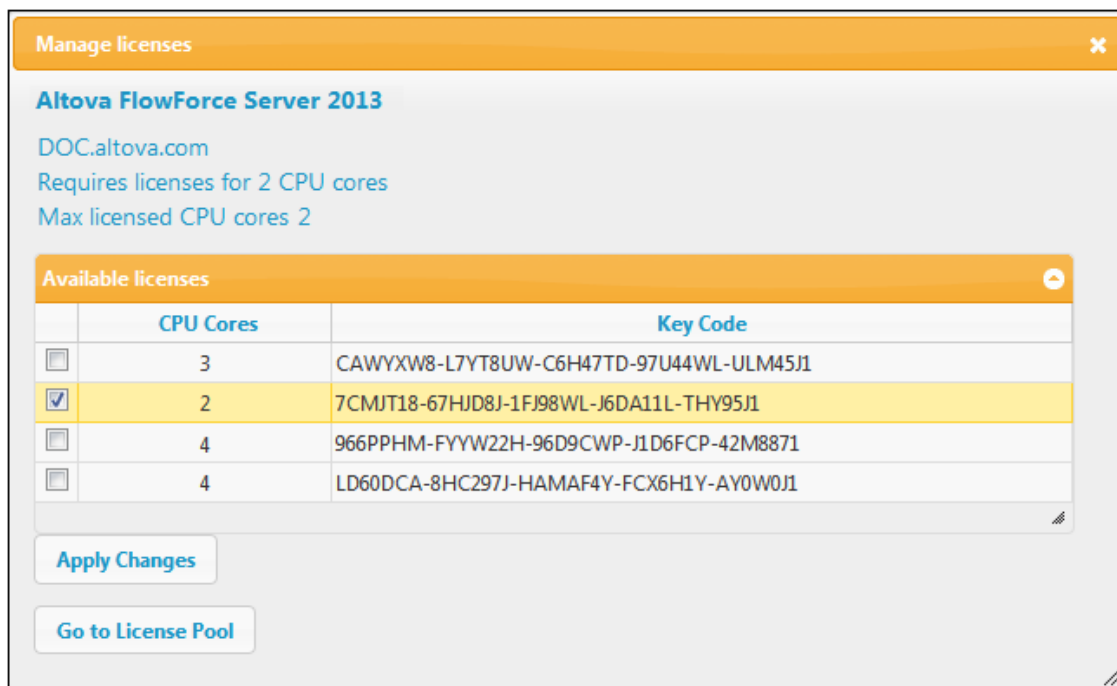 Manage licenses
Altova FlowForce Server 2013
DOC.altova.com
Requires licenses for 2 CPU cores
Max licensed CPU cores 2
Available licenses
CPU Cores Key Code
3 CAWYXW8-L7YT8UW-C6H47TD-97U44WL-ULM45J1
2 7CMJT18-67HJD8J-1FJ98WL-J6DA11L-THY95J1
4 966PPHM-FYYW22H-96D9CWP-J1D6FCP-42M8871
4 LD60DCA-8HC297J-HAMAF4Y-FCX6H1Y-AY0W0J1
Apply Changes
Go to License Pool